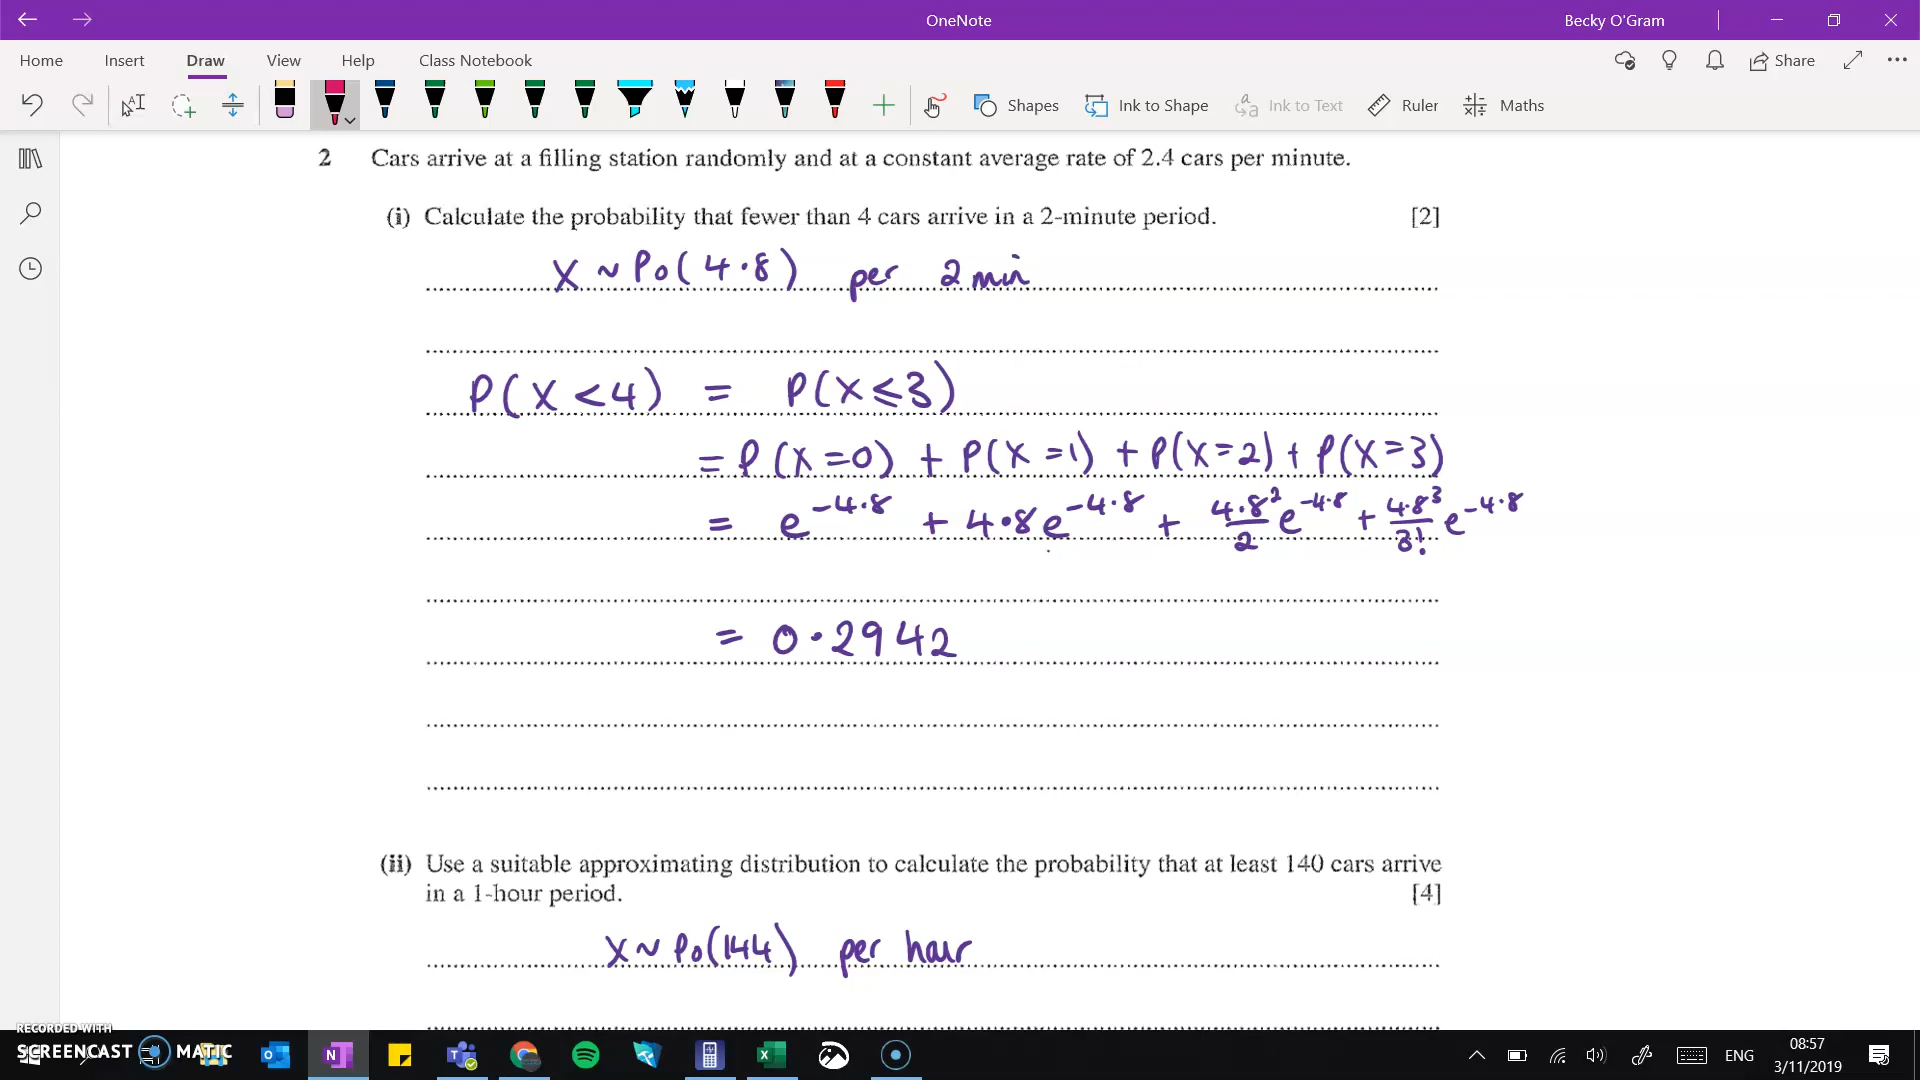 OneNote
Becky O'Gram
Home Insert Draw View Help Class Notebook
Share
Shapes Ink to Shape Ink to Text Ruler Maths
2 Cars arrive at a filling station randomly and at a constant average rate of 2.4 cars per minute.
(i) Calculate the probability that fewer than 4 cars arrive in a 2-minute period. [2]
X ~ Po(4.8) per 2 min
P(X < 4) = P(X ≤ 3)
= P(X = 0) + P(X = 1) + P(X = 2) + P(X = 3)
= e^-4.8 + 4.8e^-4.8 + 4.8²/2 e^-4.8 + 4.8³/3! e^-4.8
= 0.2942
(ii) Use a suitable approximating distribution to calculate the probability that at least 140 cars arrive
in a 1-hour period. [4]
X ~ Po(144) per hour
RECORDED WITH
SCREENCAST MATIC
ENG
08:57
3/11/2019